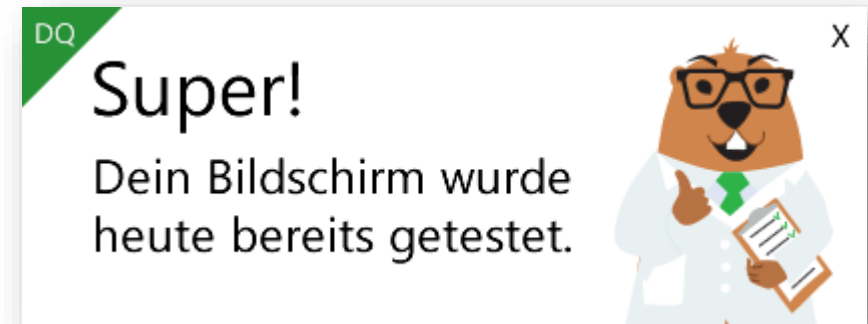 DQ
X
Super!
Dein Bildschirm wurde
heute bereits getestet.